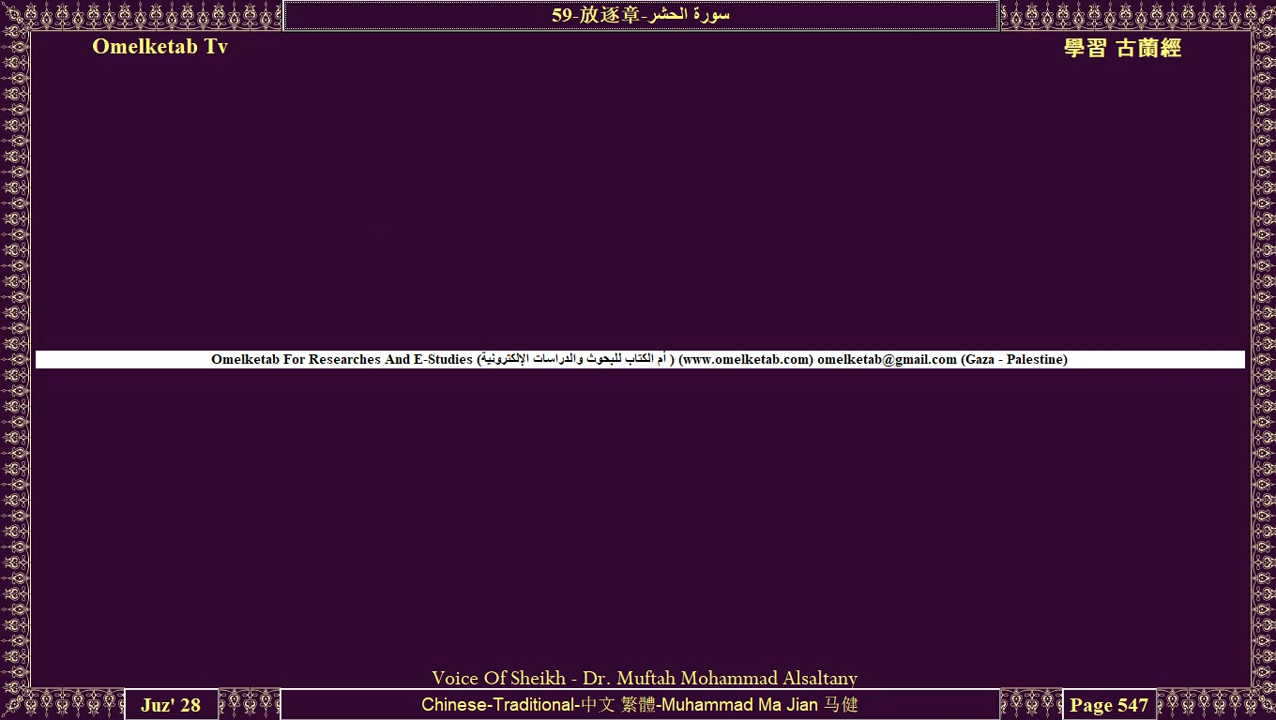 59-放逐章-سورة الحشر
Omelketab Tv
學習 古蘭經
Omelketab For Researches And E-Studies (أم الكتاب للبحوث والدراسات الإلكترونية ) (www.omelketab.com) omelketab@gmail.com (Gaza - Palestine)
Voice Of Sheikh - Dr. Muftah Mohammad Alsaltany
Juz' 28
Chinese-Traditional-中文 繁體-Muhammad Ma Jian 马健
Page 547